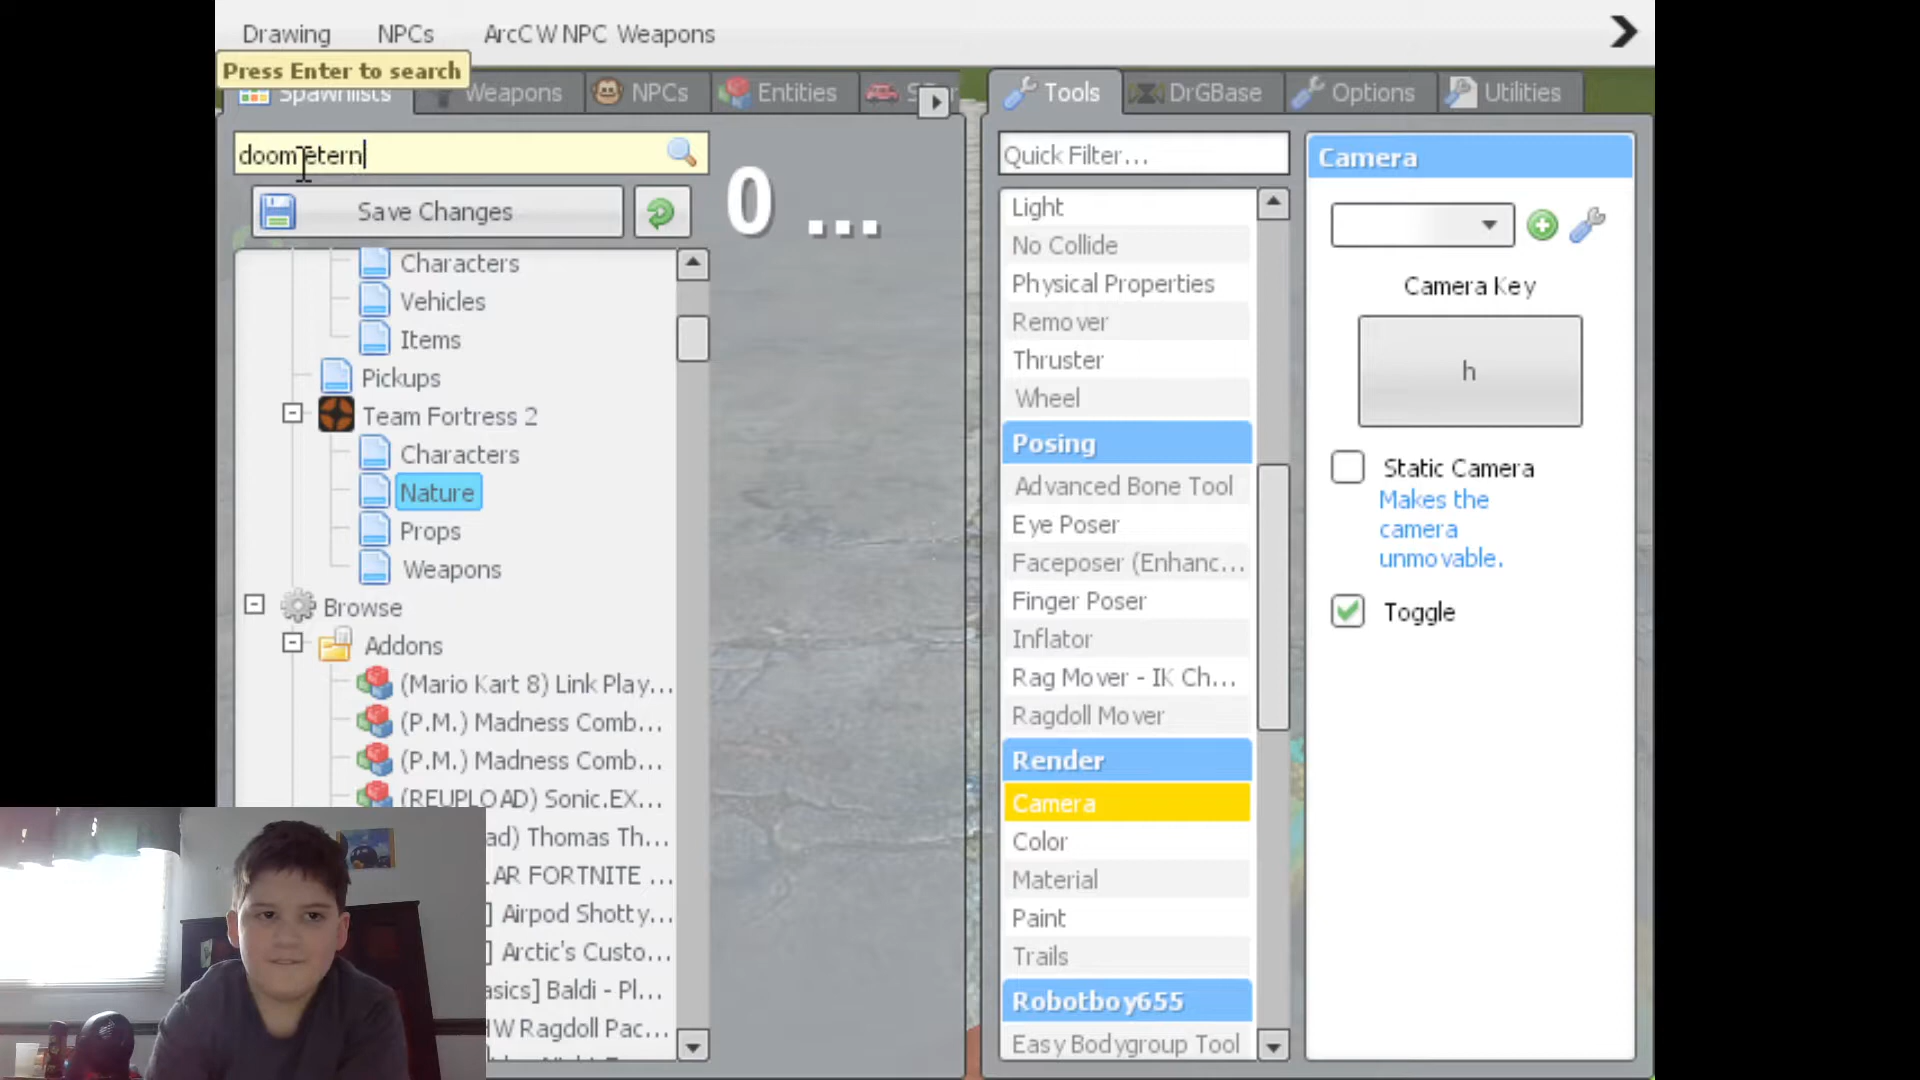 Drawing NPCs ArcCW NPC Weapons
Press Enter to search
Spawnlists Weapons NPCs Entities
doom etern
Save Changes
0 ...
Characters
Vehicles
Items
Pickups
Team Fortress 2
Characters
Nature
Props
Weapons
Browse
Addons
(Mario Kart 8) Link Play...
(P.M.) Madness Comb...
(P.M.) Madness Comb...
(REUPLOAD) Sonic.EX...
ad) Thomas Th...
AR FORTNITE ...
] Airpod Shotty...
] Arctic's Custo...
asics] Baldi - Pl...
HW Ragdoll Pac...
Tools DrGBase Options Utilities
Quick Filter...
Light
No Collide
Physical Properties
Remover
Thruster
Wheel
Posing
Advanced Bone Tool
Eye Poser
Faceposer (Enhanc...
Finger Poser
Inflator
Rag Mover - IK Ch...
Ragdoll Mover
Render
Camera
Color
Material
Paint
Trails
Robotboy655
Easy Bodygroup Tool
Camera
Camera Key
h
Static Camera
Makes the
camera
unmovable.
Toggle